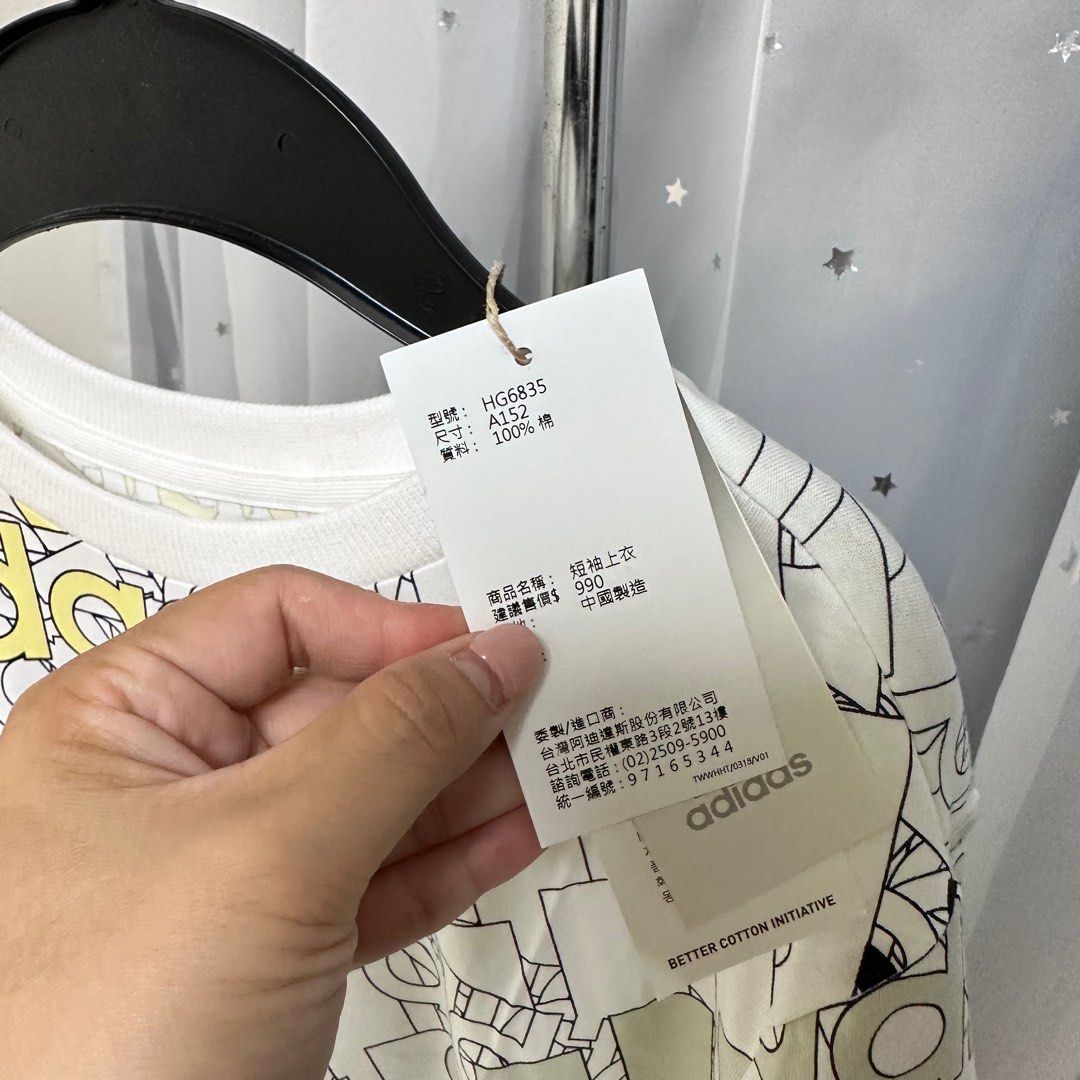 型號： HG6835
尺寸： A152
質料： 100% 棉
商品名稱： 短袖上衣
建議售價$ 990
地： 中國製造
委製/進口商：
台灣阿迪達斯股份有限公司
台北市民權東路3段2號13樓
諮詢電話：(02)2509-5900
統一編號：97165344
TWWHHT/0318/V01
adidas
BETTER COTTON INITIATIVE
da